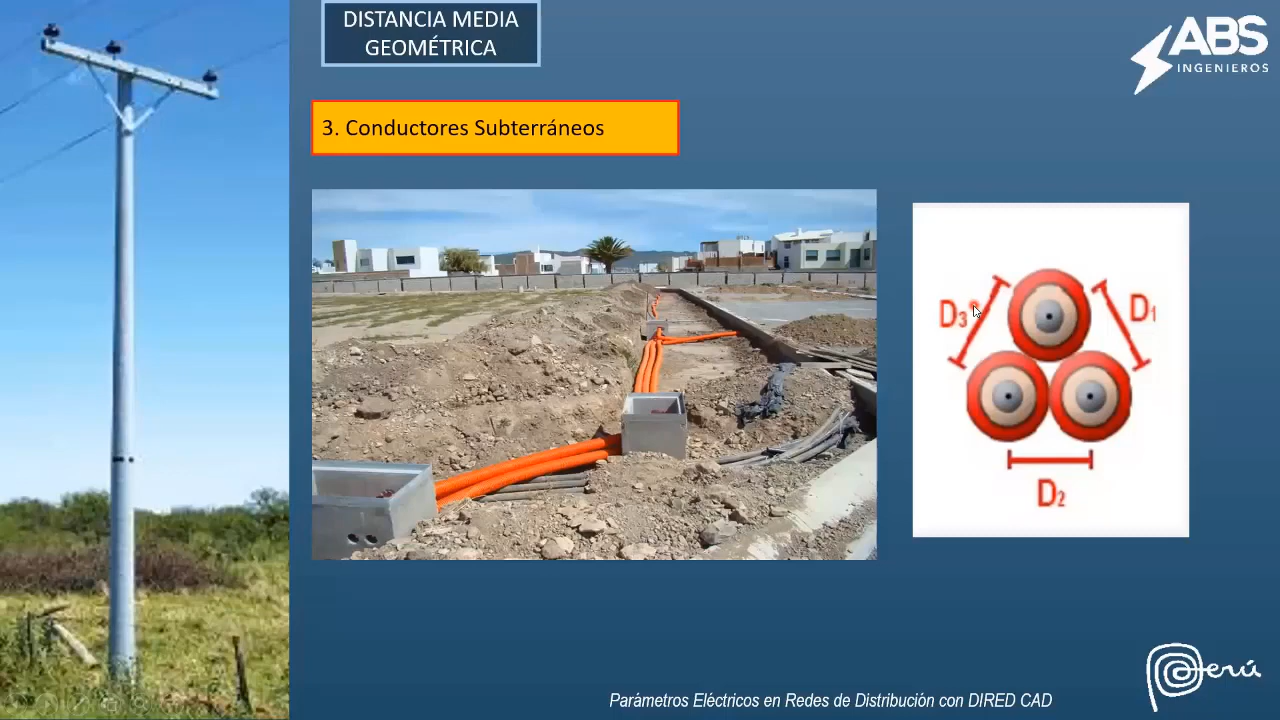 DISTANCIA MEDIA
GEOMÉTRICA
ABS
INGENIEROS
3. Conductores Subterráneos
D3
D1
D2
Perú
Parámetros Eléctricos en Redes de Distribución con DIRED CAD